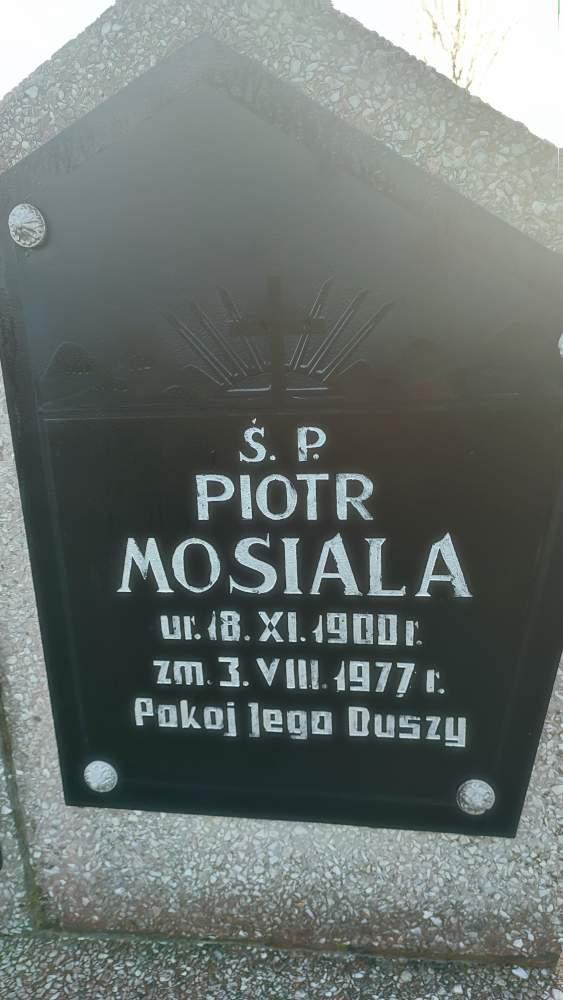 Ś. P.
PIOTR
MOSIALA
ur. 18. XI. 1900 r.
zm. 3. VIII. 1977 r.
Pokoj Jego Duszy